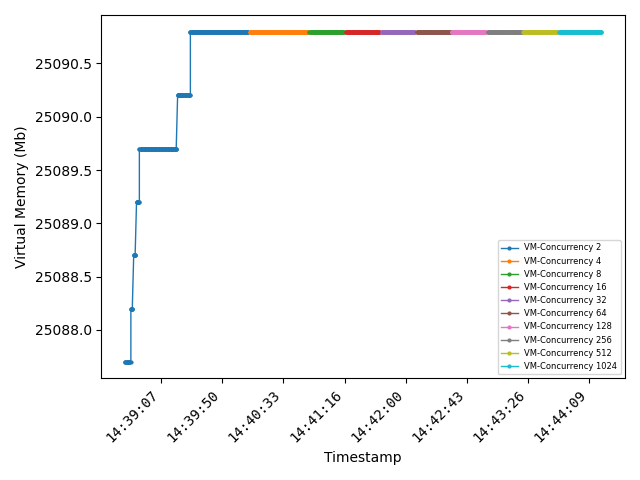 25090.5
25090.0
25089.5
25089.0
25088.5
25088.0
Virtual Memory (Mb)
VM-Concurrency 2
VM-Concurrency 4
VM-Concurrency 8
VM-Concurrency 16
VM-Concurrency 32
VM-Concurrency 64
VM-Concurrency 128
VM-Concurrency 256
VM-Concurrency 512
VM-Concurrency 1024
14:39:07
14:39:50
14:40:33
14:41:16
14:42:00
14:42:43
14:43:26
14:44:09
Timestamp